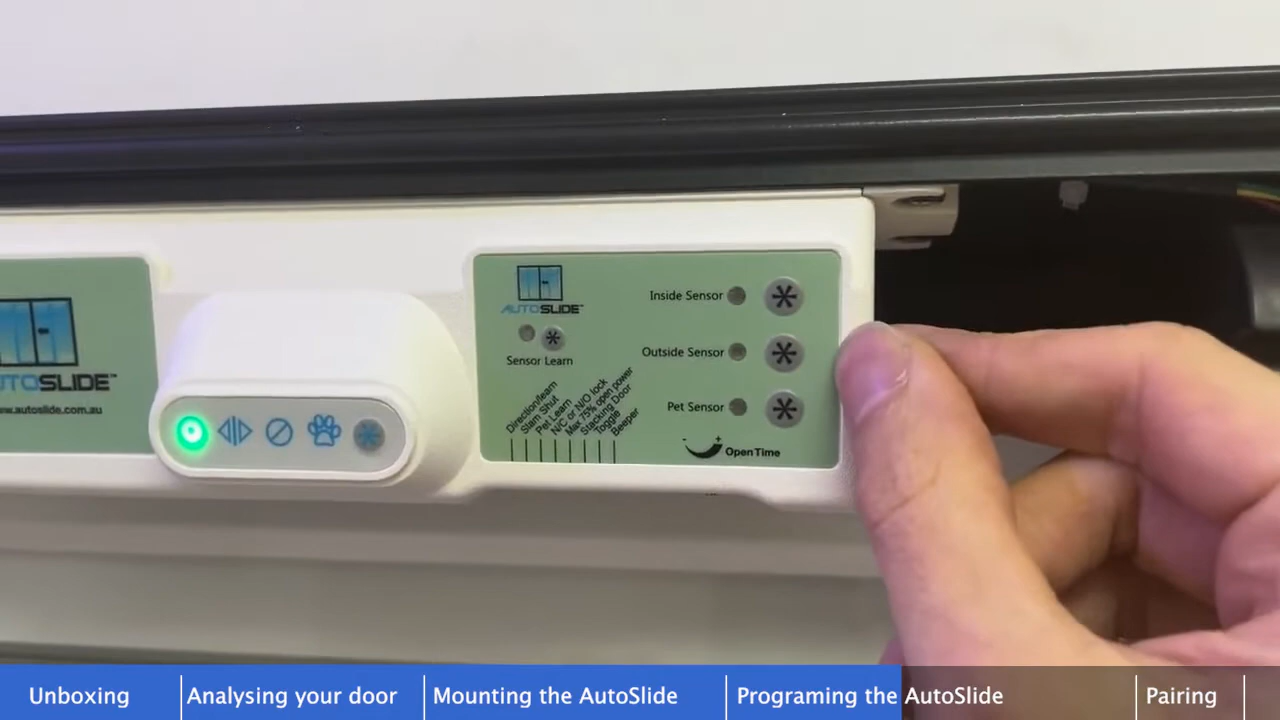 AUTOSLIDE™
www.autoslide.com.au
AUTOSLIDE™
Sensor Learn
Inside Sensor
Outside Sensor
Pet Sensor
Direction/learn
Slam Shut
Pet Learn
N/C or N/O lock
Max 75% open power
Stacking Door
Toggle
Beeper
- +
Open Time
Unboxing
Analysing your door
Mounting the AutoSlide
Programing the AutoSlide
Pairing